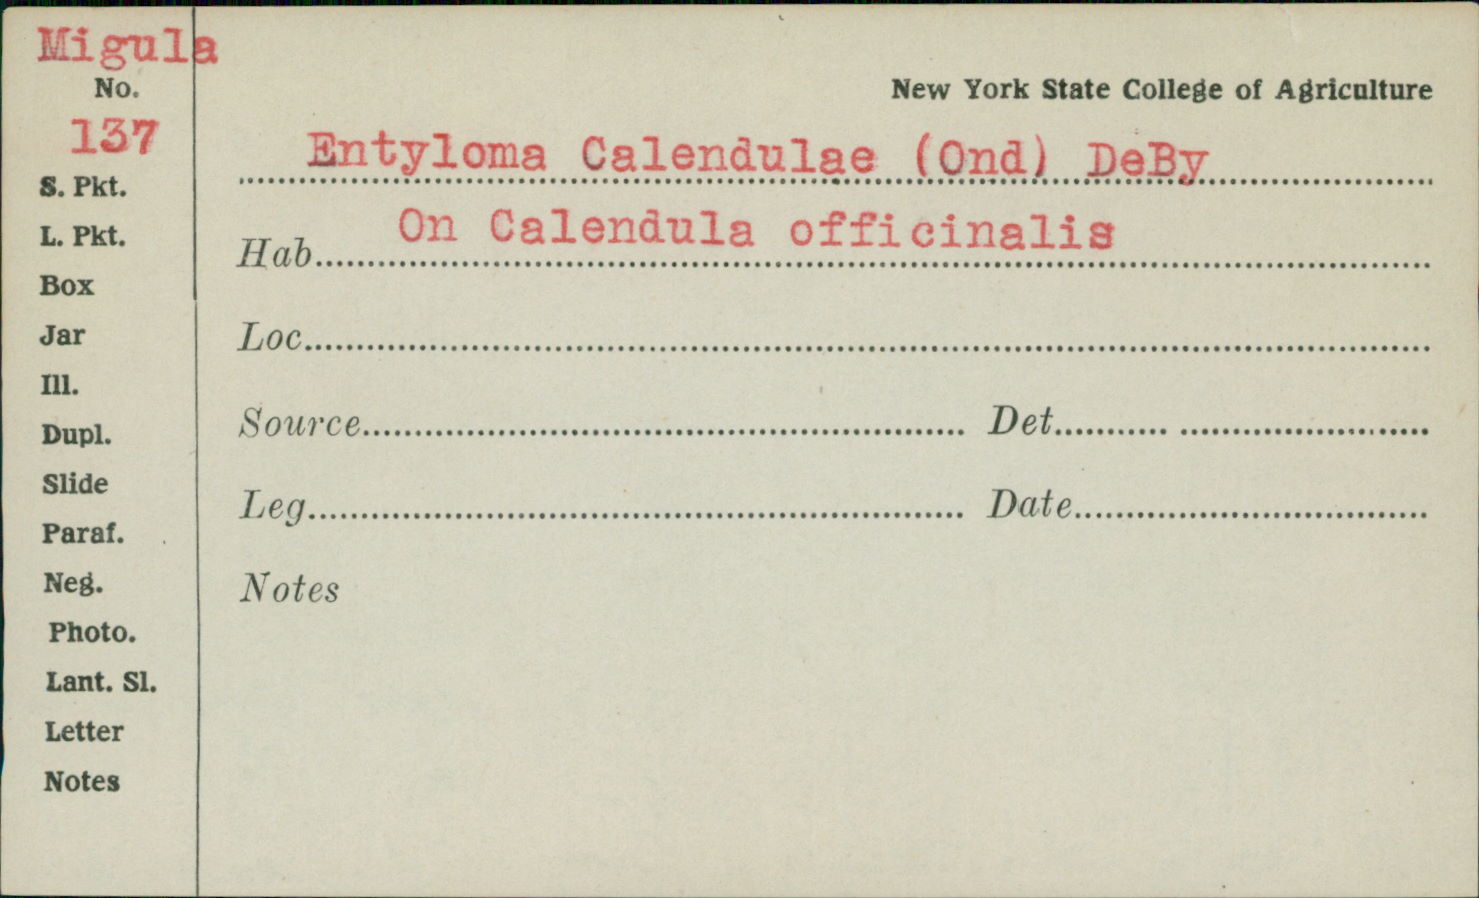 Migula
No.
137
S. Pkt.
L. Pkt.
Box
Jar
Ill.
Dupl.
Slide
Paraf.
Neg.
Photo.
Lant. Sl.
Letter
Notes
New York State College of Agriculture
Entyloma Calendulae (Ond) DeBy
Hab. On Calendula officinalis
Loc.
Source Det.
Leg. Date
Notes